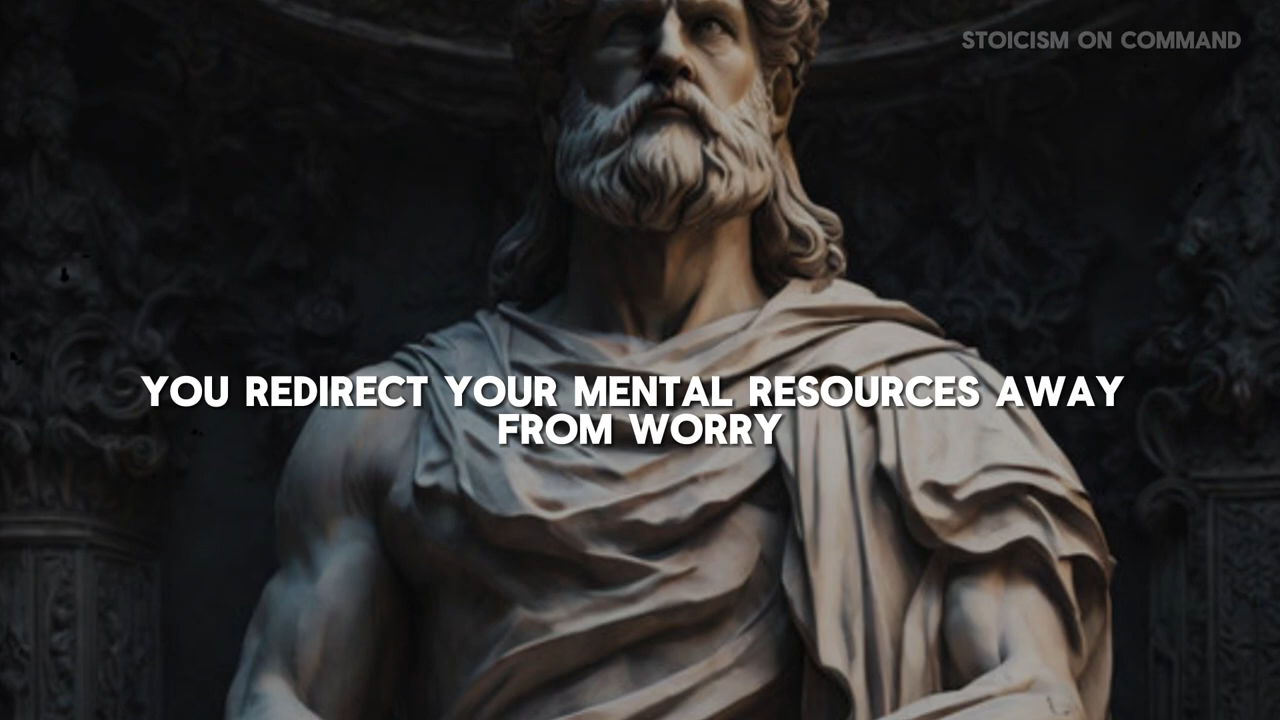 STOICISM ON COMMAND
YOU REDIRECT YOUR MENTAL RESOURCES AWAY
FROM WORRY